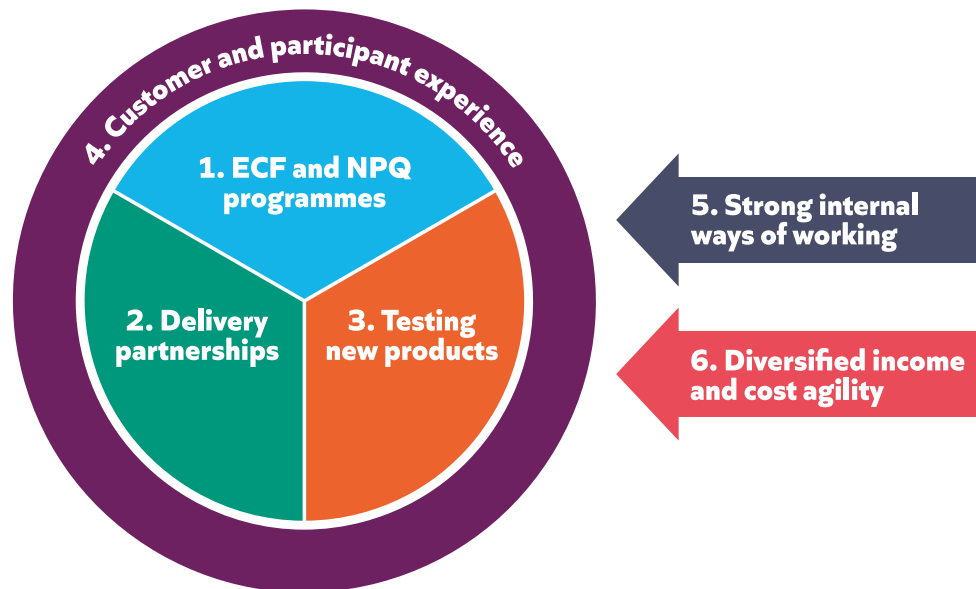 4. Customer and participant experience
1. ECF and NPQ
programmes
2. Delivery
partnerships
3. Testing
new products
5. Strong internal
ways of working
6. Diversified income
and cost agility